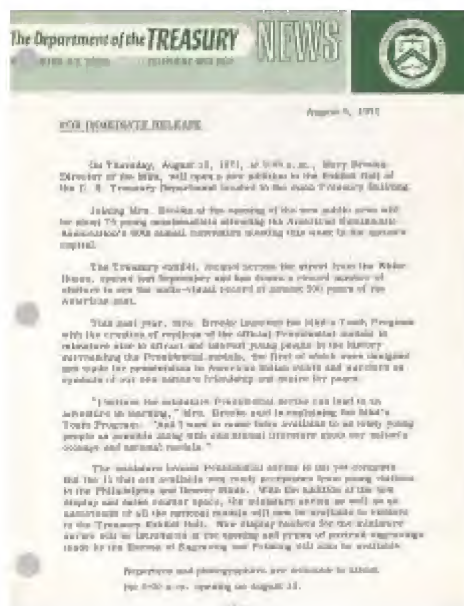 The Department of the TREASURY NEWS
FOR IMMEDIATE RELEASE
August 1971
On Thursday, August 1971, at a.m., Mary Brooks
Director of the Mint, will open a new addition to the Exhibit Hall of
the U. S. Treasury Department located in the main Treasury Building.
Joining Mrs. Brooks at the opening of the new public area will
be about 75 young numismatists attending the American Numismatic
Association's annual convention meeting this week in the nation's
capital.
The Treasury exhibit, located across the street from the White
House, opened last September and has drawn a record number of
visitors to see the audio-visual record of almost 200 years of the
American past.
This past year, Mrs. Brooks launched the Mint's Youth Program
with the creation of replicas of the official Presidential medals in
miniature size to attract and interest young people in the history
surrounding the Presidential medals, the first of which were designed
and made for presentation to American Indian chiefs and warriors as
symbols of our new nation's friendship and desire for peace.
"I believe the miniature Presidential series can lead to an
adventure in learning," Mrs. Brooks said in explaining the Mint's
Youth Program. "And I want to make them available to as many young
people as possible along with educational literature about our nation's
coinage and national medals."
The miniature bronze Presidential series is not yet complete
but the 13 that are available very early acceptance from young visitors
to the Philadelphia and Denver Mints. With the addition of the new
display and sales counter space, the miniature series as well as an
assortment of all the national medals will now be available to visitors
to the Treasury Exhibit Hall. New display holders for the miniature
series will be introduced at the opening and prints of portrait engravings
made by the Bureau of Engraving and Printing will also be available.
Reporters and photographers are welcome to attend
the a.m. opening on August